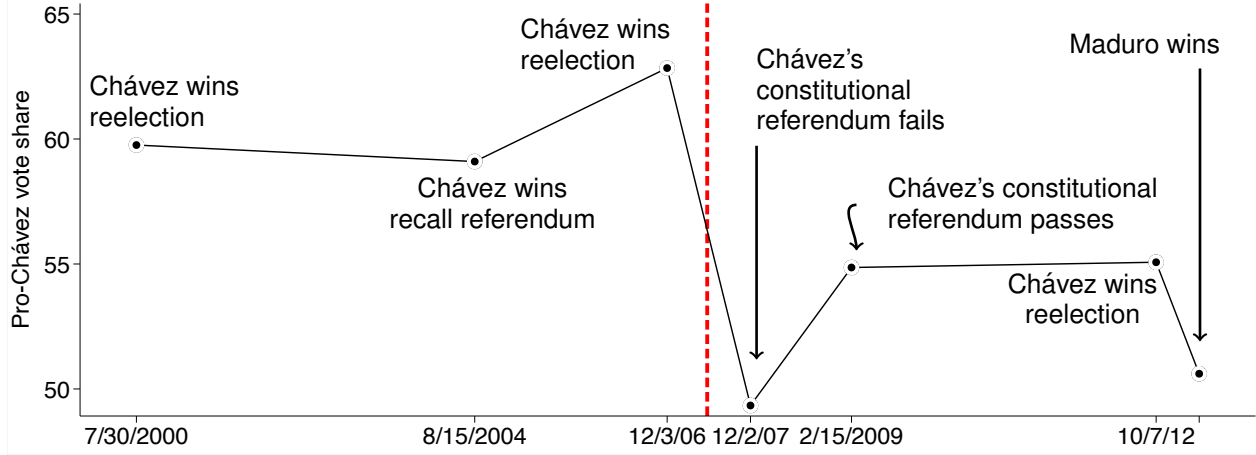 65
60
55
50
Pro-Chávez vote share
Chávez wins
reelection
Chávez wins
recall referendum
Chávez wins
reelection
Chávez's
constitutional
referendum fails
Chávez's constitutional
referendum passes
Chávez wins
reelection
Maduro wins
7/30/2000
8/15/2004
12/3/06
12/2/07
2/15/2009
10/7/12